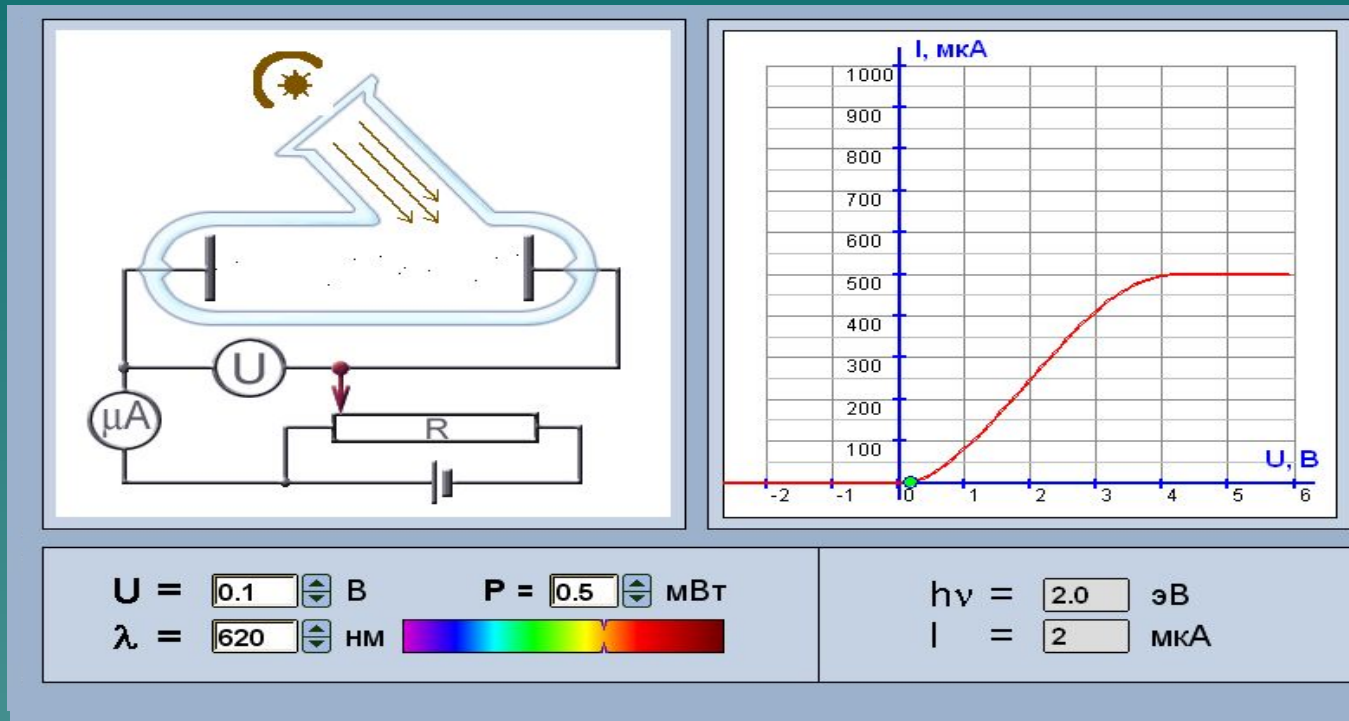 U
μA
R
I, мкА
1000
900
800
700
600
500
400
300
200
100
U, В
-2 -1 0 1 2 3 4 5 6
U = 0.1 В P = 0.5 мВт
λ = 620 нм
hν = 2.0 эВ
I = 2 мкА